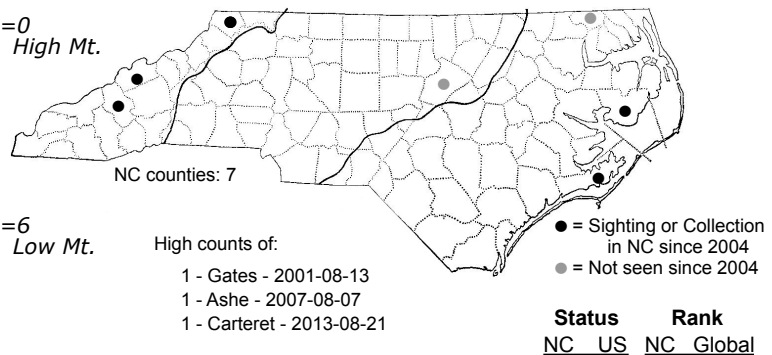 =0
High Mt.
NC counties: 7
=6
Low Mt.
High counts of:
1 - Gates - 2001-08-13
1 - Ashe - 2007-08-07
1 - Carteret - 2013-08-21
= Sighting or Collection
in NC since 2004
= Not seen since 2004
Status Rank
NC US NC Global